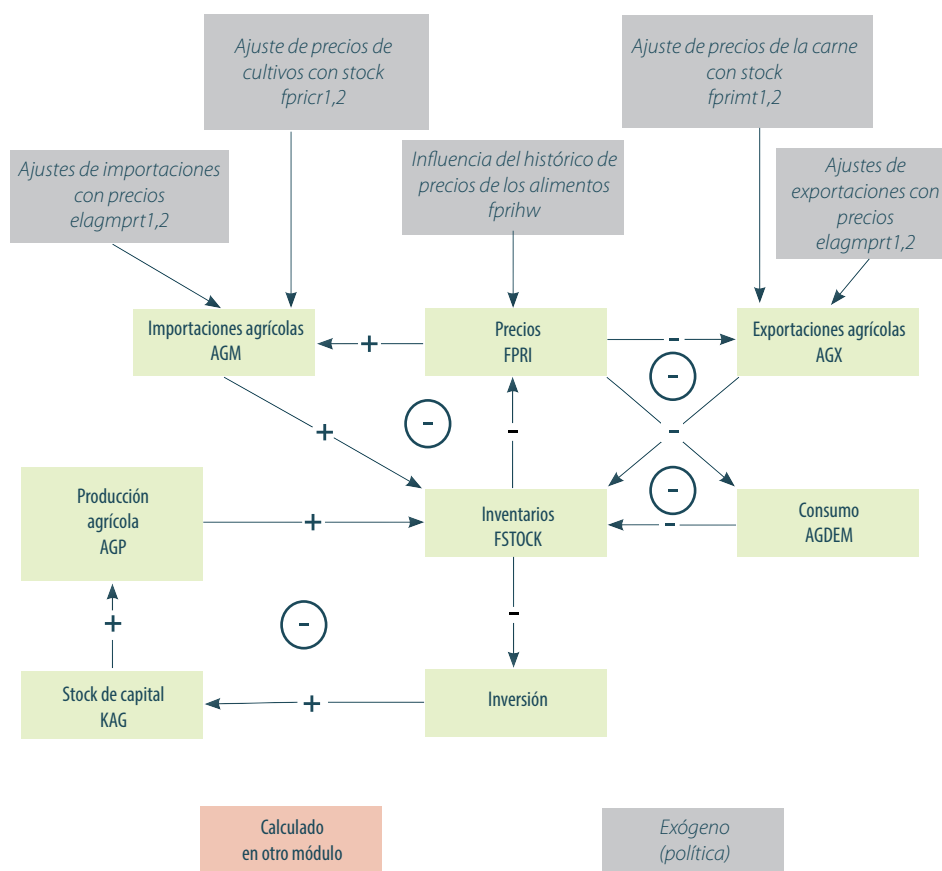 Ajuste de precios de
cultivos con stock
fpricr1,2
Ajuste de precios de la carne
con stock
fprimt1,2
Ajustes de importaciones
con precios
elagmprt1,2
Influencia del histórico de
precios de los alimentos
fprihw
Ajustes de
exportaciones con
precios
elagmprt1,2
Importaciones agrícolas
AGM
+
Precios
FPRI
-
Exportaciones agrícolas
AGX
-
-
+
-
-
-
Producción
agrícola
AGP
+
Inventarios
FSTOCK
-
Consumo
AGDEM
+
-
-
Stock de capital
KAG
+
Inversión
Calculado
en otro módulo
Exógeno
(política)